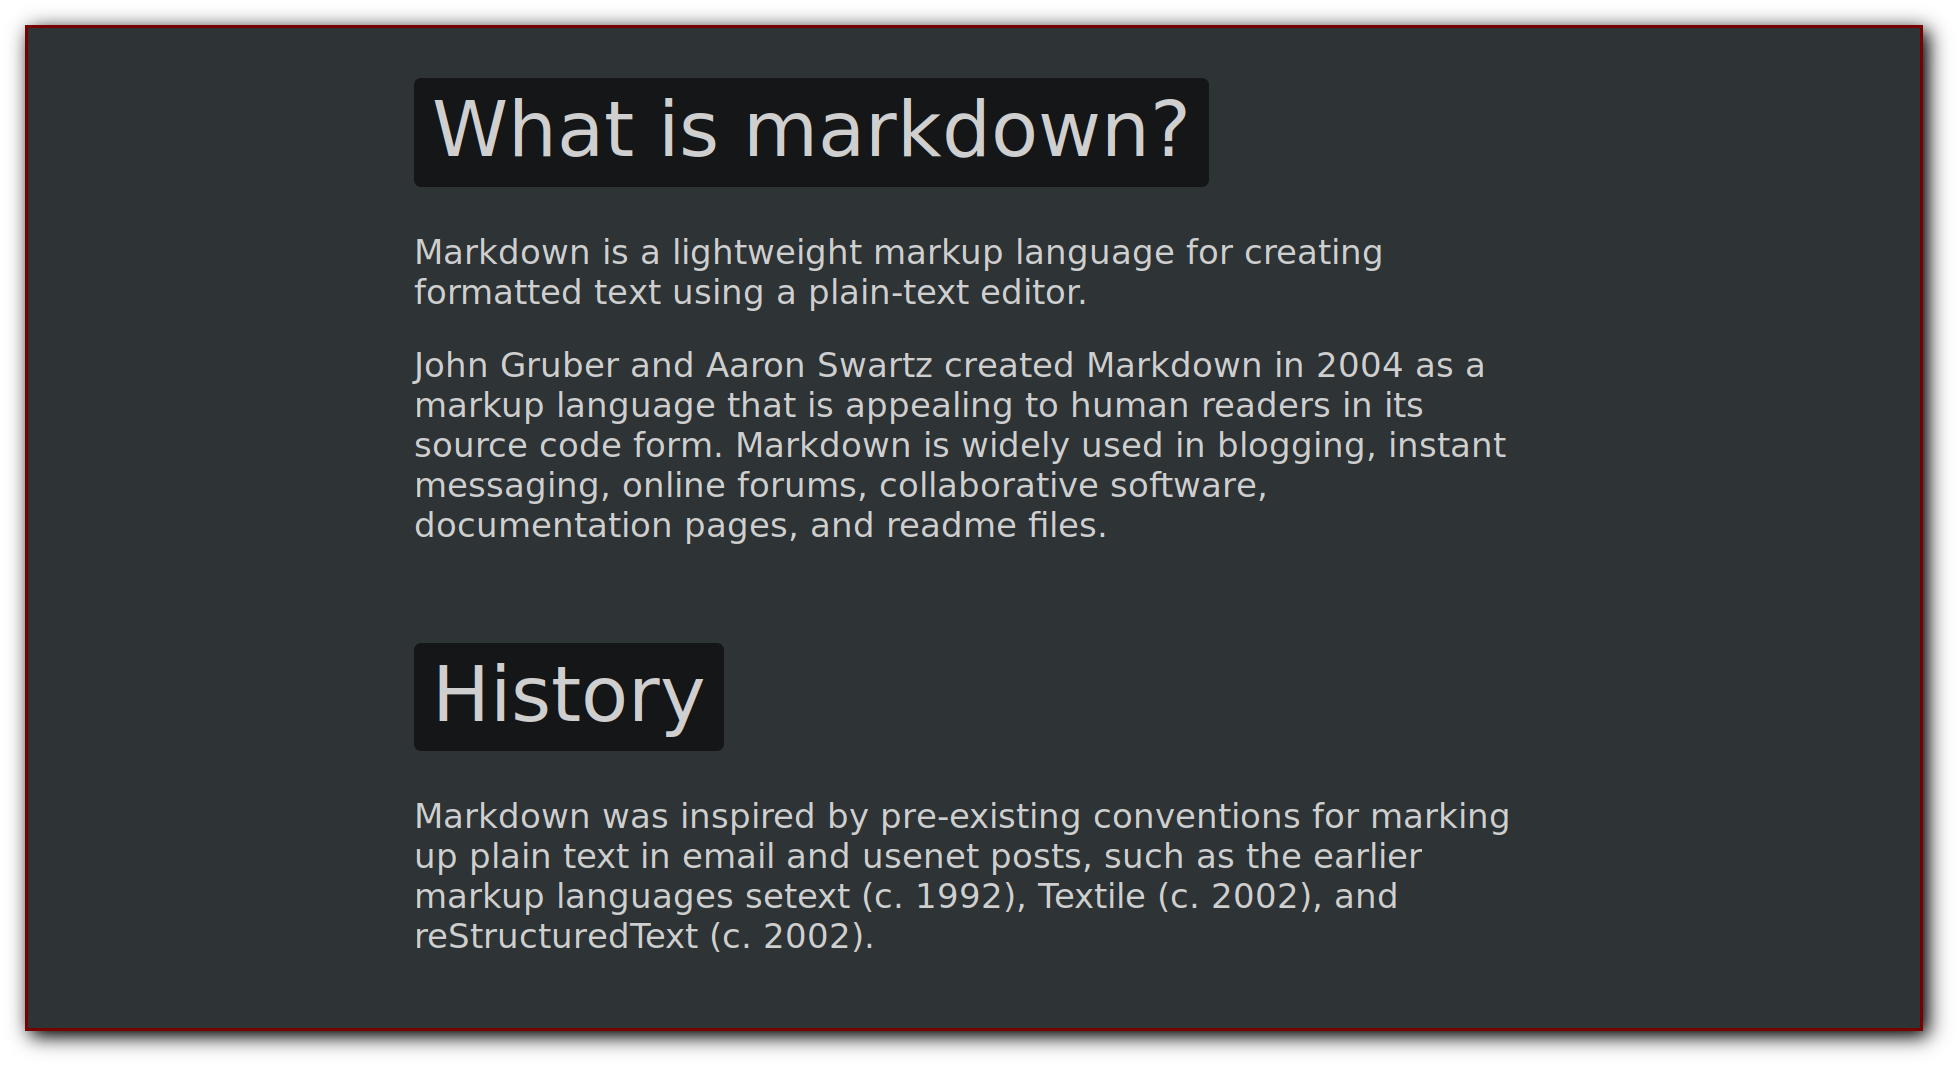 What is markdown?
Markdown is a lightweight markup language for creating
formatted text using a plain-text editor.
John Gruber and Aaron Swartz created Markdown in 2004 as a
markup language that is appealing to human readers in its
source code form. Markdown is widely used in blogging, instant
messaging, online forums, collaborative software,
documentation pages, and readme files.
History
Markdown was inspired by pre-existing conventions for marking
up plain text in email and usenet posts, such as the earlier
markup languages setext (c. 1992), Textile (c. 2002), and
reStructuredText (c. 2002).